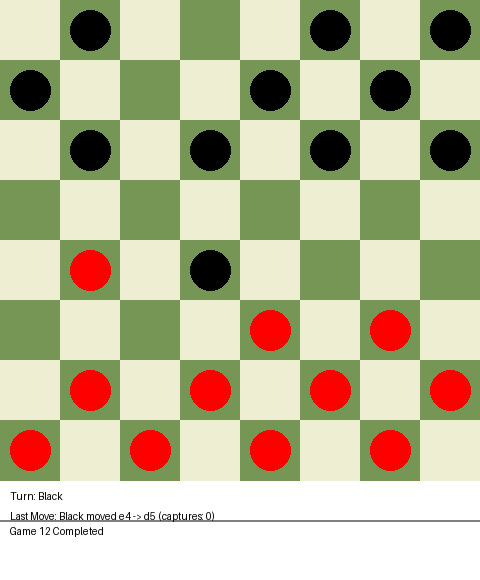 Turn: Black
Last Move: Black moved e4 -> d5 (captures: 0)
Game 12 Completed